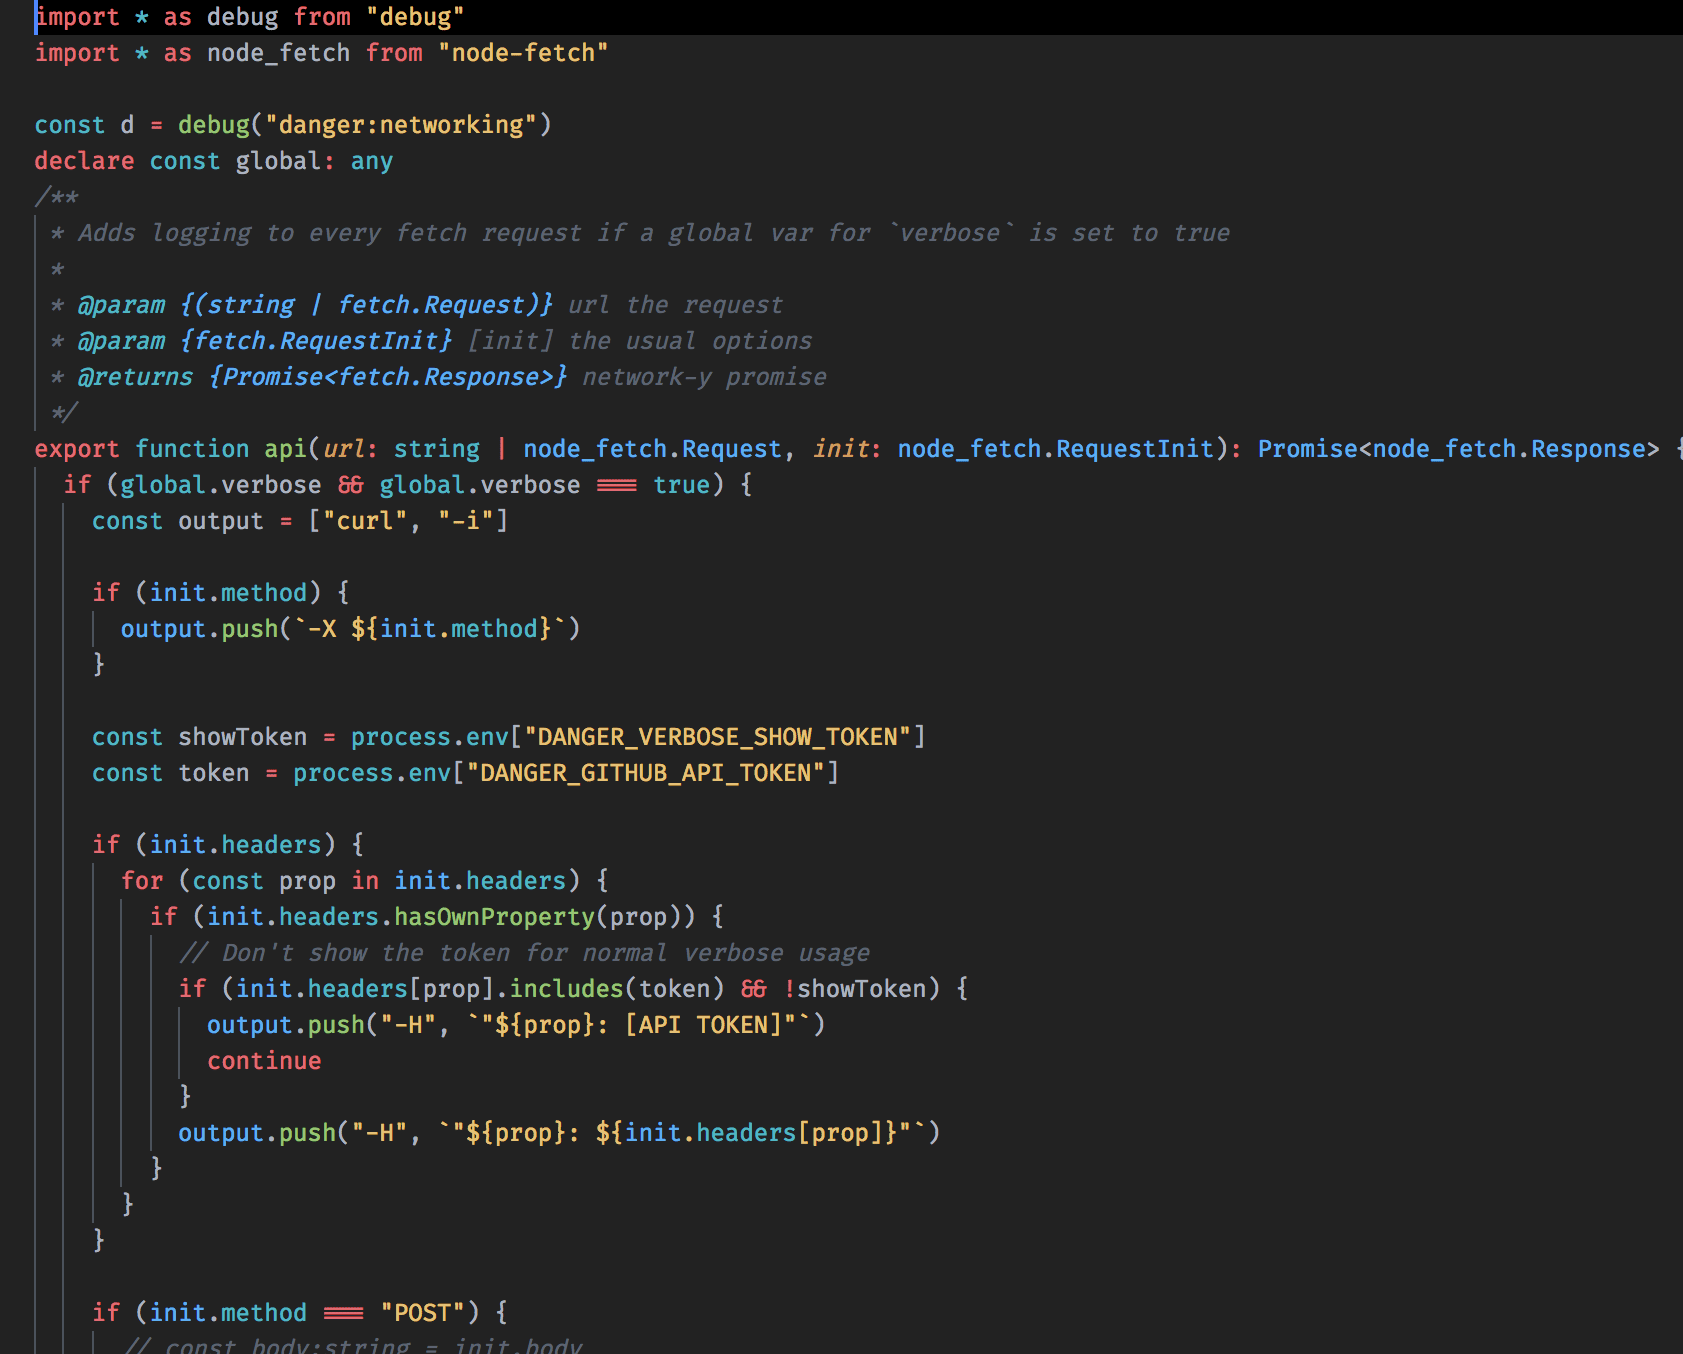 import * as debug from "debug"
import * as node_fetch from "node-fetch"
const d = debug("danger:networking")
declare const global: any
/**
* Adds logging to every fetch request if a global var for `verbose` is set to true
*
* @param {(string | fetch.Request)} url the request
* @param {fetch.RequestInit} [init] the usual options
* @returns {Promise<fetch.Response>} network-y promise
*/
export function api(url: string | node_fetch.Request, init: node_fetch.RequestInit): Promise<node_fetch.Response> {
if (global.verbose && global.verbose === true) {
const output = ["curl", "-i"]
if (init.method) {
output.push(`-X ${init.method}`)
}
const showToken = process.env["DANGER_VERBOSE_SHOW_TOKEN"]
const token = process.env["DANGER_GITHUB_API_TOKEN"]
if (init.headers) {
for (const prop in init.headers) {
if (init.headers.hasOwnProperty(prop)) {
// Don't show the token for normal verbose usage
if (init.headers[prop].includes(token) && !showToken) {
output.push("-H", `"${prop}: [API TOKEN]"`)
continue
}
output.push("-H", `"${prop}: ${init.headers[prop]}"`)
}
}
}
if (init.method === "POST") {
// const body:string = init.body